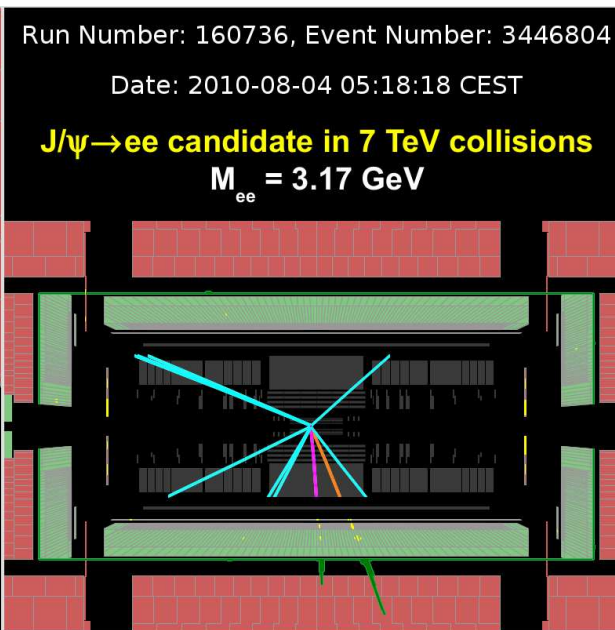 Run Number: 160736, Event Number: 3446804
Date: 2010-08-04 05:18:18 CEST
J/ψ→ee candidate in 7 TeV collisions
M_ee = 3.17 GeV